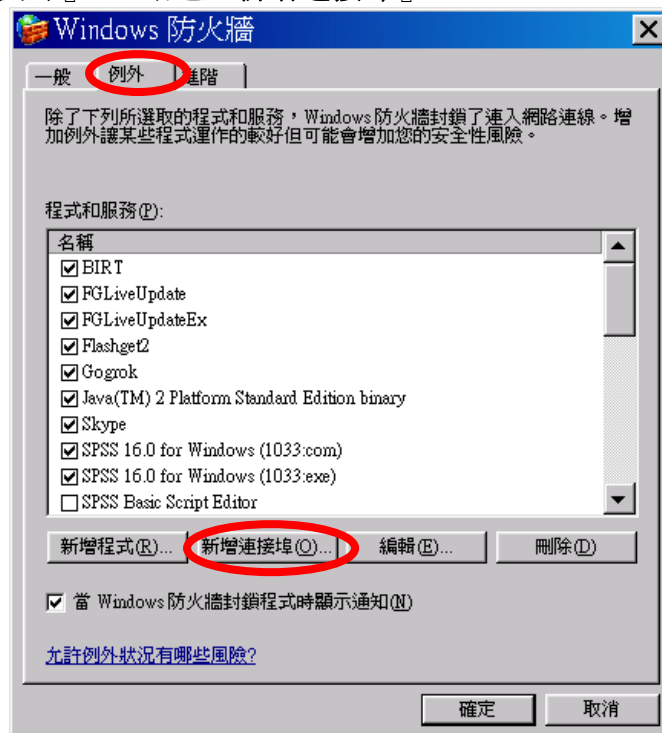 Windows 防火牆
一般 例外 進階
除了下列所選取的程式和服務,Windows 防火牆封鎖了連入網路連線。增
加例外讓某些程式運作的較好但可能會增加您的安全性風險。
程式和服務(P):
名稱
BIRT
FGLiveUpdate
FGLiveUpdateEx
Flashget2
Gogrok
Java(TM) 2 Platform Standard Edition binary
Skype
SPSS 16.0 for Windows (1033:com)
SPSS 16.0 for Windows (1033:exe)
SPSS Basic Script Editor
新增程式(R)... 新增連接埠(O)... 編輯(E)... 刪除(D)
當 Windows 防火牆封鎖程式時顯示通知(N)
允許例外狀況有哪些風險?
確定 取消